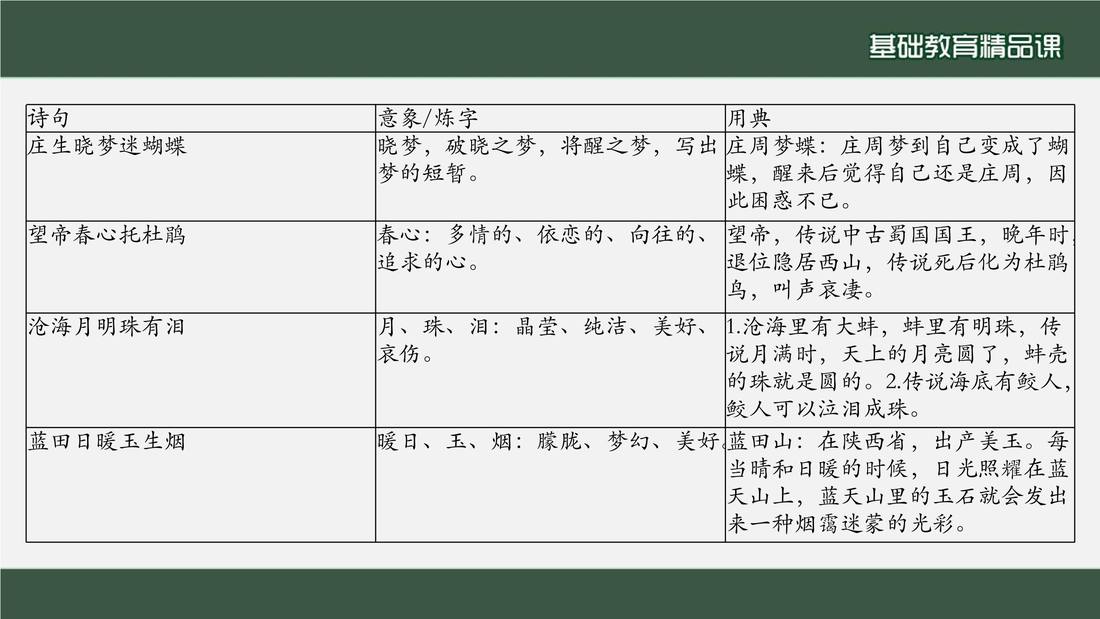 基础教育精品课
诗句
意象/炼字
用典
庄生晓梦迷蝴蝶
晓梦，破晓之梦，将醒之梦，写出
梦的短暂。
庄周梦蝶：庄周梦到自己变成了蝴
蝶，醒来后觉得自己还是庄周，因
此困惑不已。
望帝春心托杜鹃
春心：多情的、依恋的、向往的、
追求的心。
望帝，传说中古蜀国国王，晚年时，
退位隐居西山，传说死后化为杜鹃
鸟，叫声哀凄。
沧海月明珠有泪
月、珠、泪：晶莹、纯洁、美好、
哀伤。
1.沧海里有大蚌，蚌里有明珠，传
说月满时，天上的月亮圆了，蚌壳
的珠就是圆的。2.传说海底有鲛人，
鲛人可以泣泪成珠。
蓝田日暖玉生烟
暖日、玉、烟：朦胧、梦幻、美好。
蓝田山：在陕西省，出产美玉。每
当晴和日暖的时候，日光照耀在蓝
天山上，蓝天山里的玉石就会发出
来一种烟霭迷蒙的光彩。